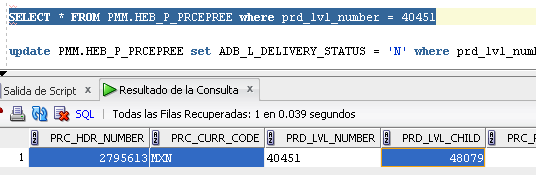 SELECT * FROM PMM.HEB_P_PRCEPREE where prd_lvl_number = 40451
update PMM.HEB_P_PRCEPREE set ADB_L_DELIVERY_STATUS = 'N' where prd_lvl_num
Salida de Script Resultado de la Consulta
SQL Todas las Filas Recuperadas: 1 en 0.039 segundos
PRC_HDR_NUMBER PRC_CURR_CODE PRD_LVL_NUMBER PRD_LVL_CHILD PRC_F
1 2795613 MXN 40451 48079